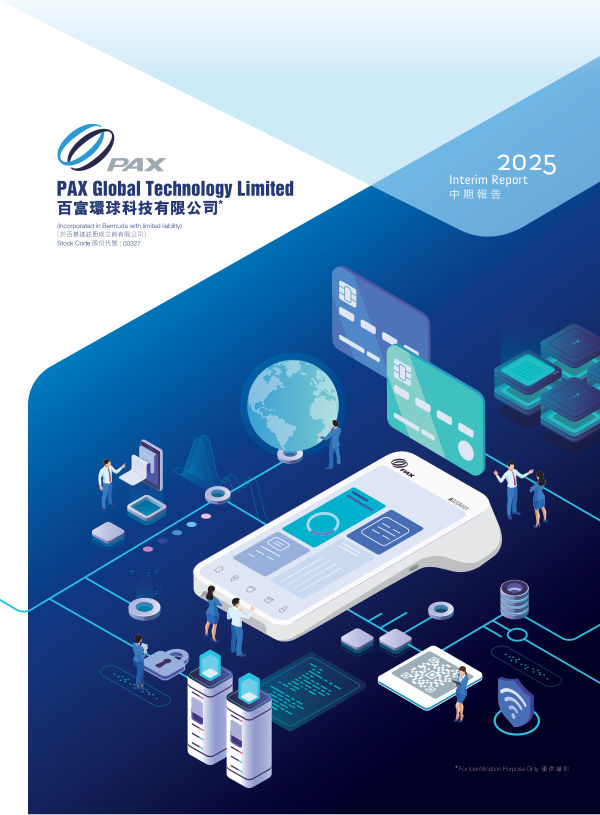 PAX
PAX Global Technology Limited
百富環球科技有限公司*
(Incorporated in Bermuda with limited liability)
(於百慕達註冊成立的有限公司)
Stock Code 股份代號 : 00327
2025
Interim Report
中期報告
PAX
* For Identification Purpose Only 僅供識別